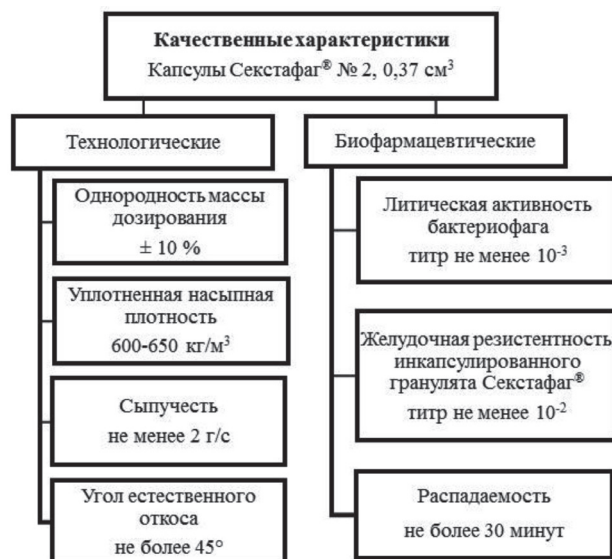 Качественные характеристики
Капсулы Секстафаг® № 2, 0,37 см³
Технологические
Однородность массы
дозирования
± 10 %
Уплотненная насыпная
плотность
600-650 кг/м³
Сыпучесть
не менее 2 г/с
Угол естественного
откоса
не более 45°
Биофармацевтические
Литическая активность
бактериофага
титр не менее 10⁻³
Желудочная резистентность
инкапсулированного
гранулята Секстафаг®
титр не менее 10⁻²
Распадаемость
не более 30 минут